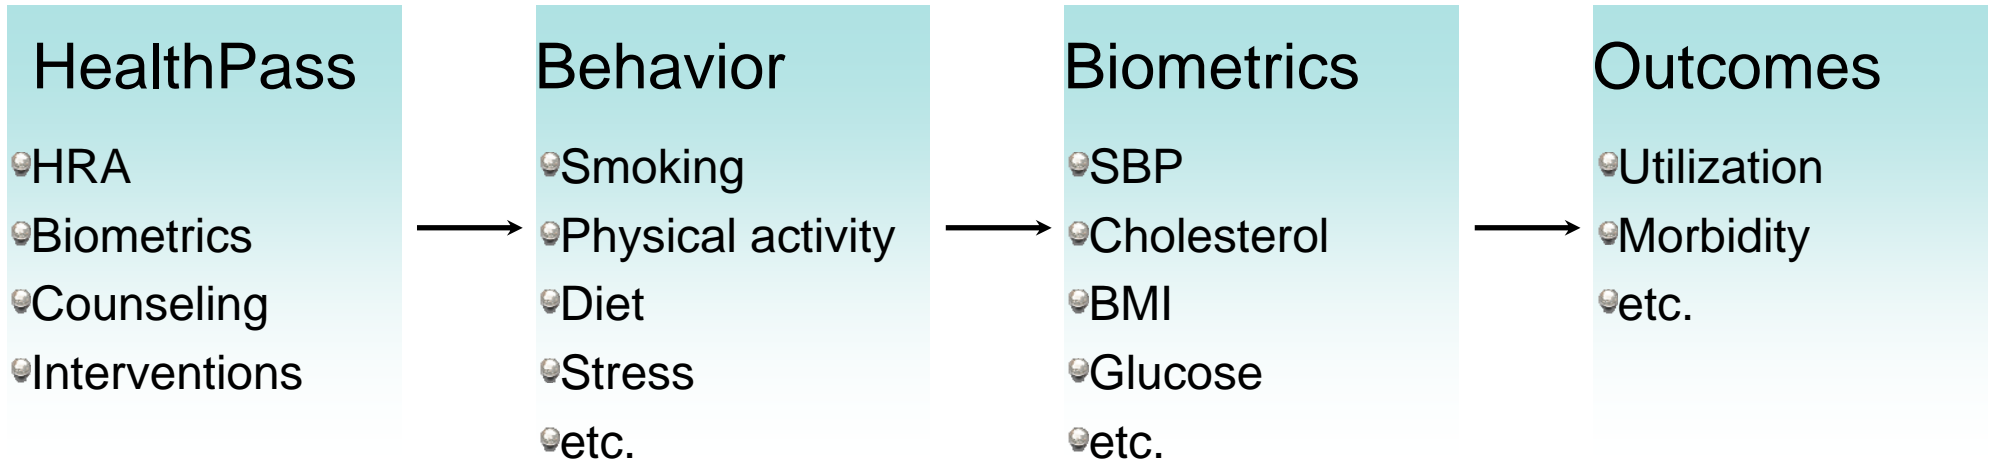 HealthPass
HRA
Biometrics
Counseling
Interventions
Behavior
Smoking
Physical activity
Diet
Stress
etc.
Biometrics
SBP
Cholesterol
BMI
Glucose
etc.
Outcomes
Utilization
Morbidity
etc.